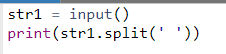 str1 = input()
print(str1.split(' '))